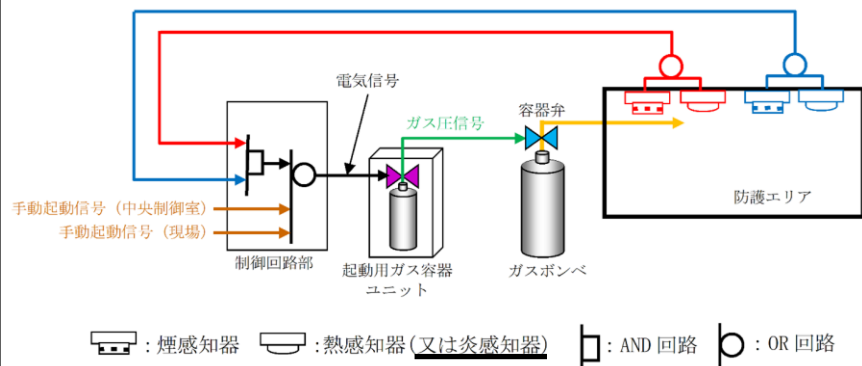 電気信号
ガス圧信号
容器弁
防護エリア
手動起動信号（中央制御室）
手動起動信号（現場）
制御回路部
起動用ガス容器
ユニット
ガスボンベ
：煙感知器 ：熱感知器(又は炎感知器) ：AND 回路 ：OR 回路